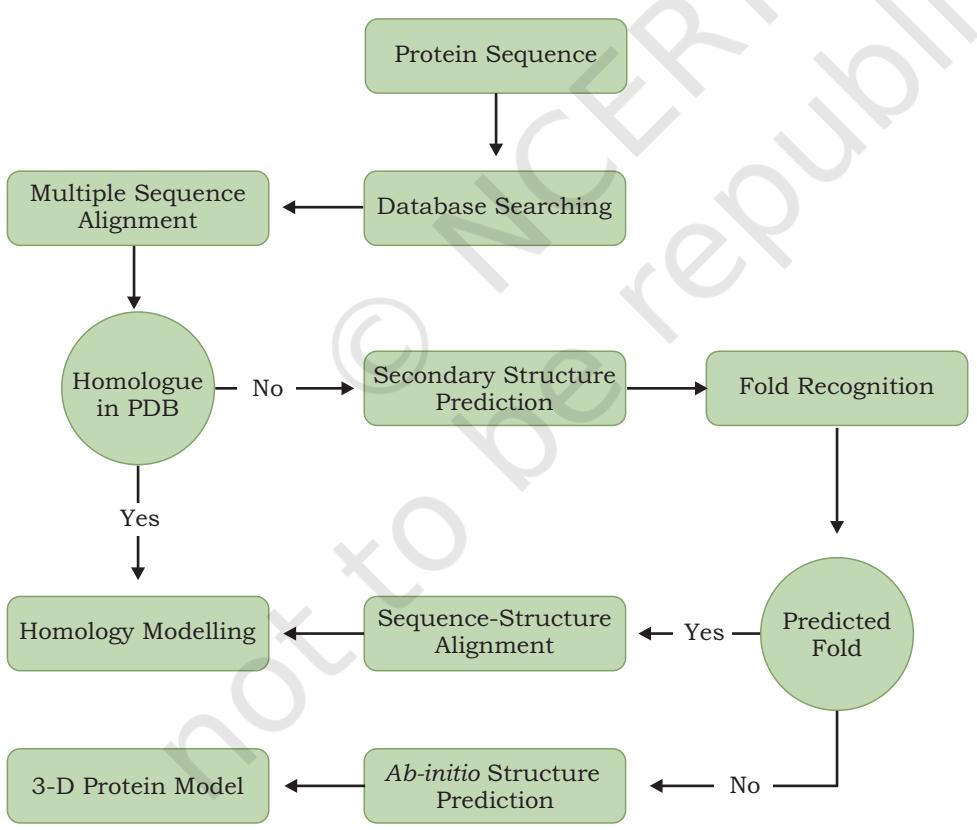 Protein Sequence
Multiple Sequence
Alignment
Database Searching
Homologue
in PDB
No
Secondary Structure
Prediction
Fold Recognition
Yes
Homology Modelling
Sequence-Structure
Alignment
Yes
Predicted
Fold
3-D Protein Model
Ab-initio Structure
Prediction
No
© NCERT
not to be republi